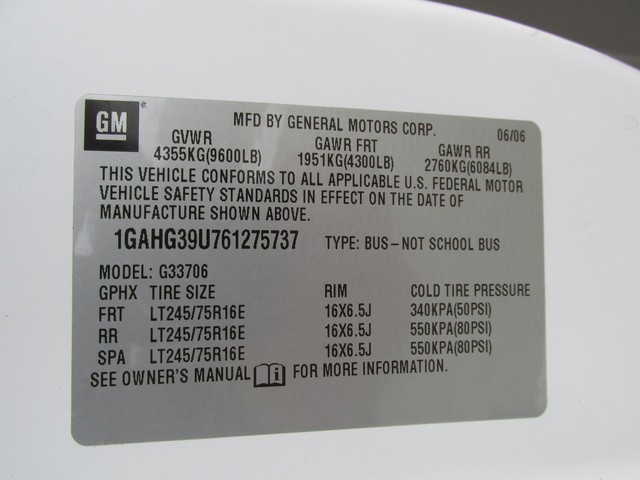 GM
MFD BY GENERAL MOTORS CORP. 06/06
GVWR GAWR FRT GAWR RR
4355KG(9600LB) 1951KG(4300LB) 2760KG(6084LB)
THIS VEHICLE CONFORMS TO ALL APPLICABLE U.S. FEDERAL MOTOR
VEHICLE SAFETY STANDARDS IN EFFECT ON THE DATE OF
MANUFACTURE SHOWN ABOVE.
1GAHG39U761275737 TYPE: BUS–NOT SCHOOL BUS
MODEL: G33706
GPHX TIRE SIZE RIM COLD TIRE PRESSURE
FRT LT245/75R16E 16X6.5J 340KPA(50PSI)
RR LT245/75R16E 16X6.5J 550KPA(80PSI)
SPA LT245/75R16E 16X6.5J 550KPA(80PSI)
SEE OWNER'S MANUAL FOR MORE INFORMATION.